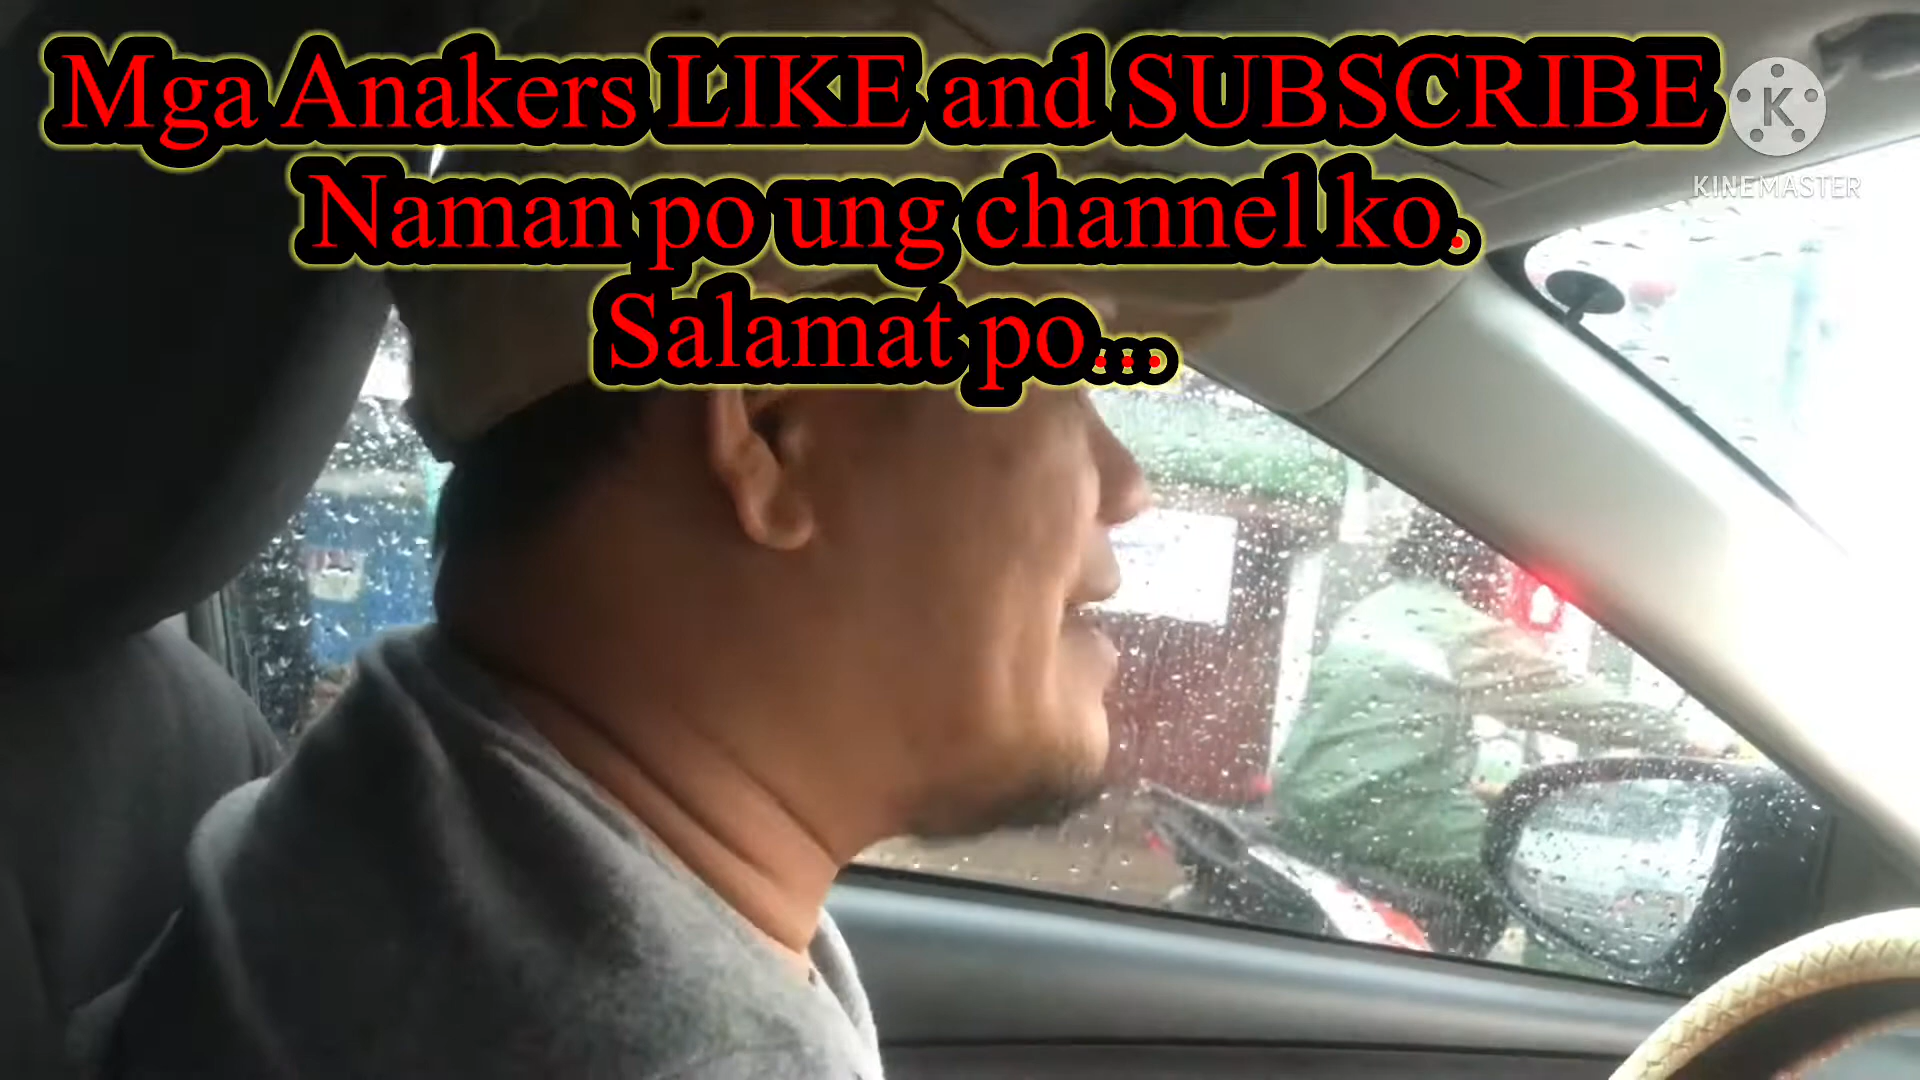 Mga Anakers LIKE and SUBSCRIBE
Naman po ung channel ko.
Salamat po...
K
KINEMASTER